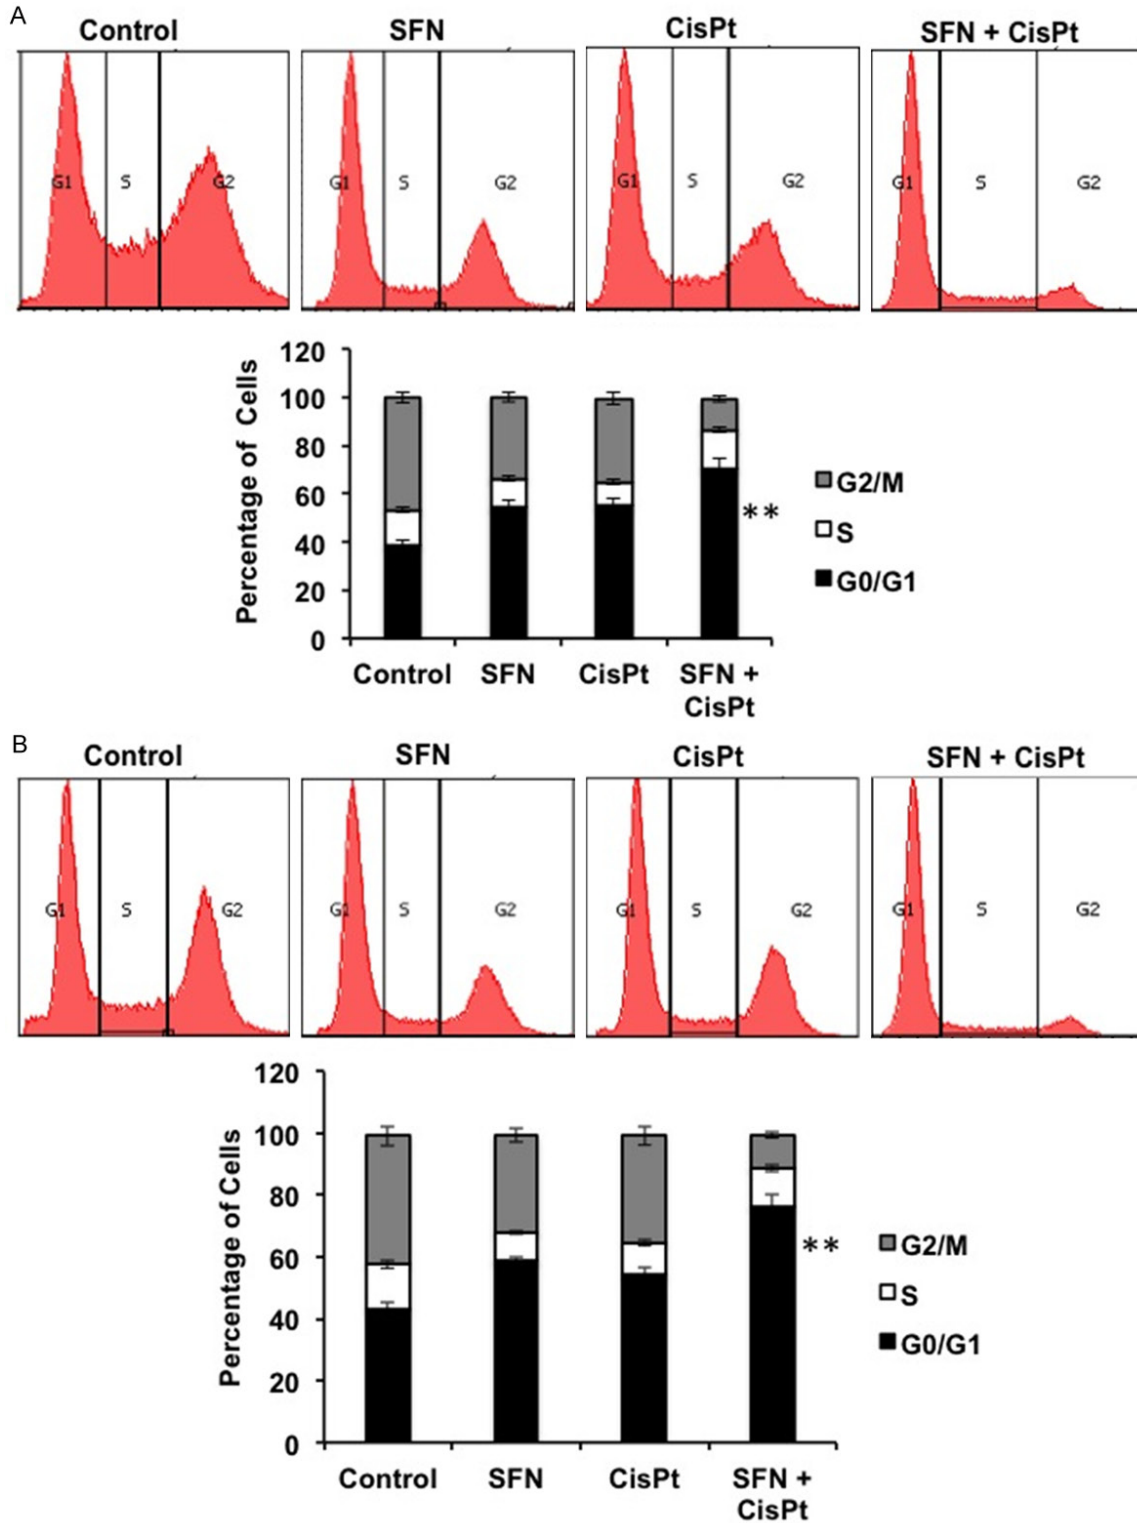 A
Control SFN CisPt SFN + CisPt
G1 S G2 G1 S G2 G1 S G2 G1 S G2
Percentage of Cells
120
100
80
60
40
20
0
**
G2/M
S
G0/G1
Control SFN CisPt SFN + CisPt
B
Control SFN CisPt SFN + CisPt
G1 S G2 G1 S G2 G1 S G2 G1 S G2
Percentage of Cells
120
100
80
60
40
20
0
**
G2/M
S
G0/G1
Control SFN CisPt SFN + CisPt